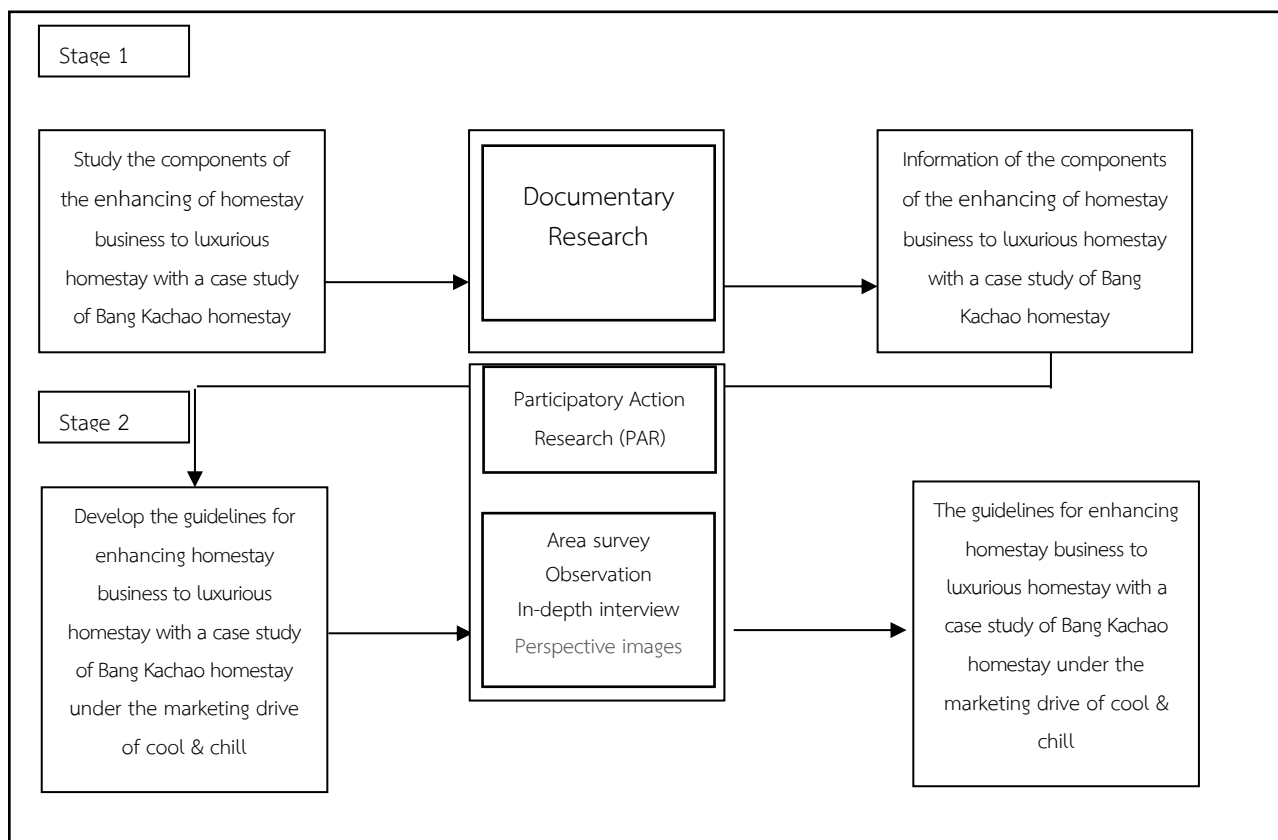 Stage 1
Study the components of
the enhancing of homestay
business to luxurious
homestay with a case study
of Bang Kachao homestay
Documentary
Research
Information of the components
of the enhancing of homestay
business to luxurious homestay
with a case study of Bang
Kachao homestay
Stage 2
Participatory Action
Research (PAR)
Develop the guidelines for
enhancing homestay
business to luxurious
homestay with a case study
of Bang Kachao homestay
under the marketing drive
of cool & chill
Area survey
Observation
In-depth interview
Perspective images
The guidelines for enhancing
homestay business to
luxurious homestay with a
case study of Bang Kachao
homestay under the
marketing drive of cool &
chill